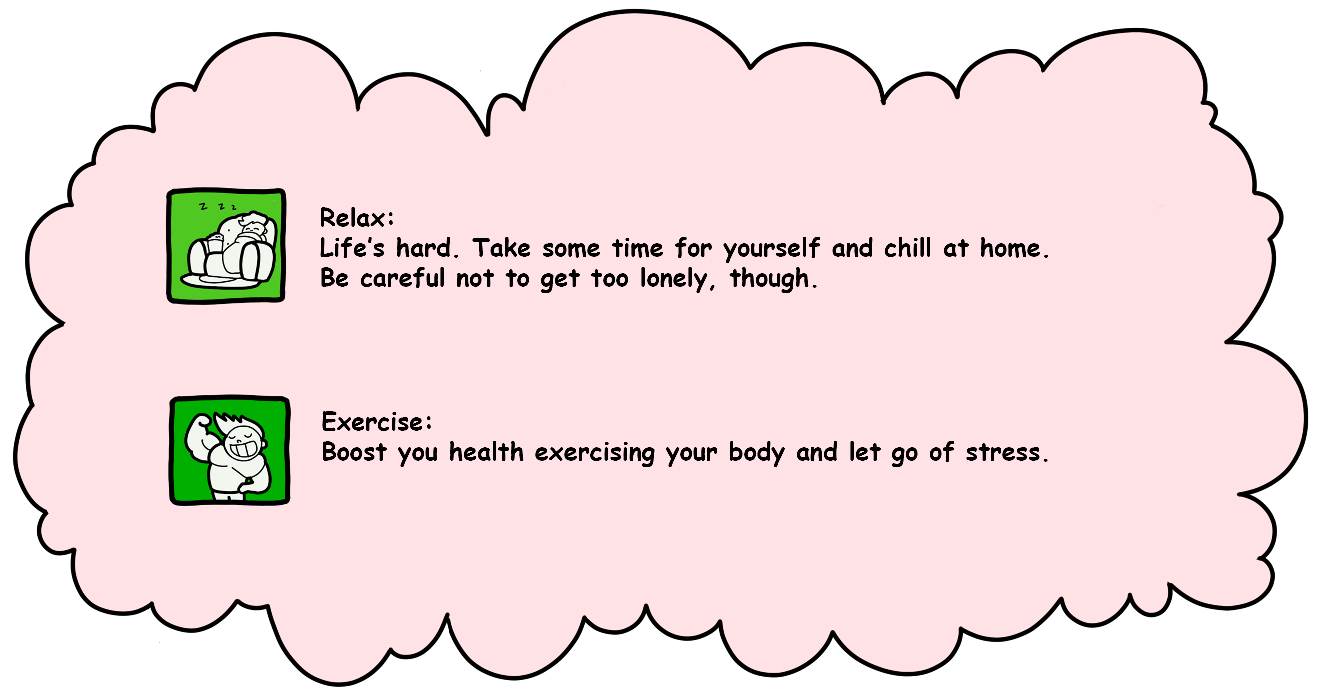 z z z
Relax:
Life's hard. Take some time for yourself and chill at home.
Be careful not to get too lonely, though.
Exercise:
Boost you health exercising your body and let go of stress.